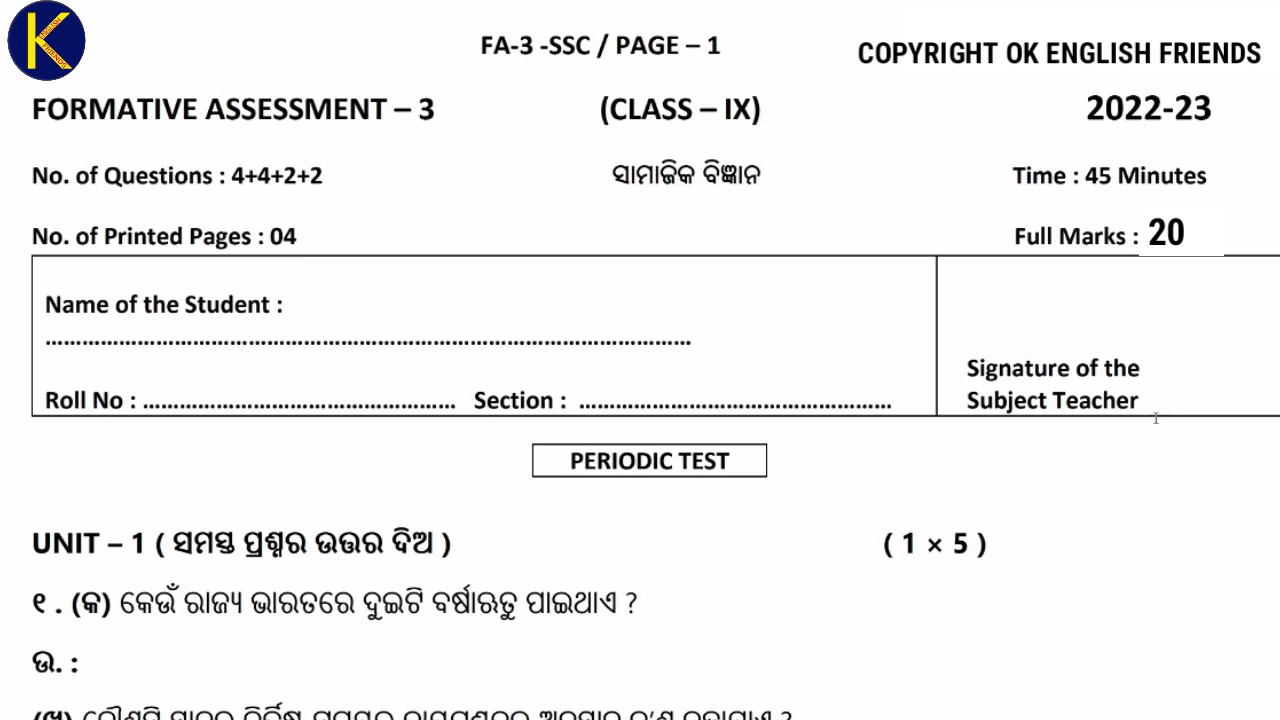 K
ENGLISH FRIENDS
FA-3 -SSC / PAGE – 1
COPYRIGHT OK ENGLISH FRIENDS
FORMATIVE ASSESSMENT – 3 (CLASS – IX) 2022-23
No. of Questions : 4+4+2+2 ସାମାଜିକ ବିଜ୍ଞାନ Time : 45 Minutes
No. of Printed Pages : 04 Full Marks : 20
Name of the Student :
........................................................................................................
Roll No : .................................................. Section : ..................................................
Signature of the
Subject Teacher
PERIODIC TEST
UNIT – 1 ( ସମସ୍ତ ପ୍ରଶ୍ନର ଉତ୍ତର ଦିଅ ) ( 1 × 5 )
୧ . (କ) କେଉଁ ରାଜ୍ୟ ଭାରତରେ ଦୁଇଟି ବର୍ଷାଋତୁ ପାଇଥାଏ ?
ଉ. :